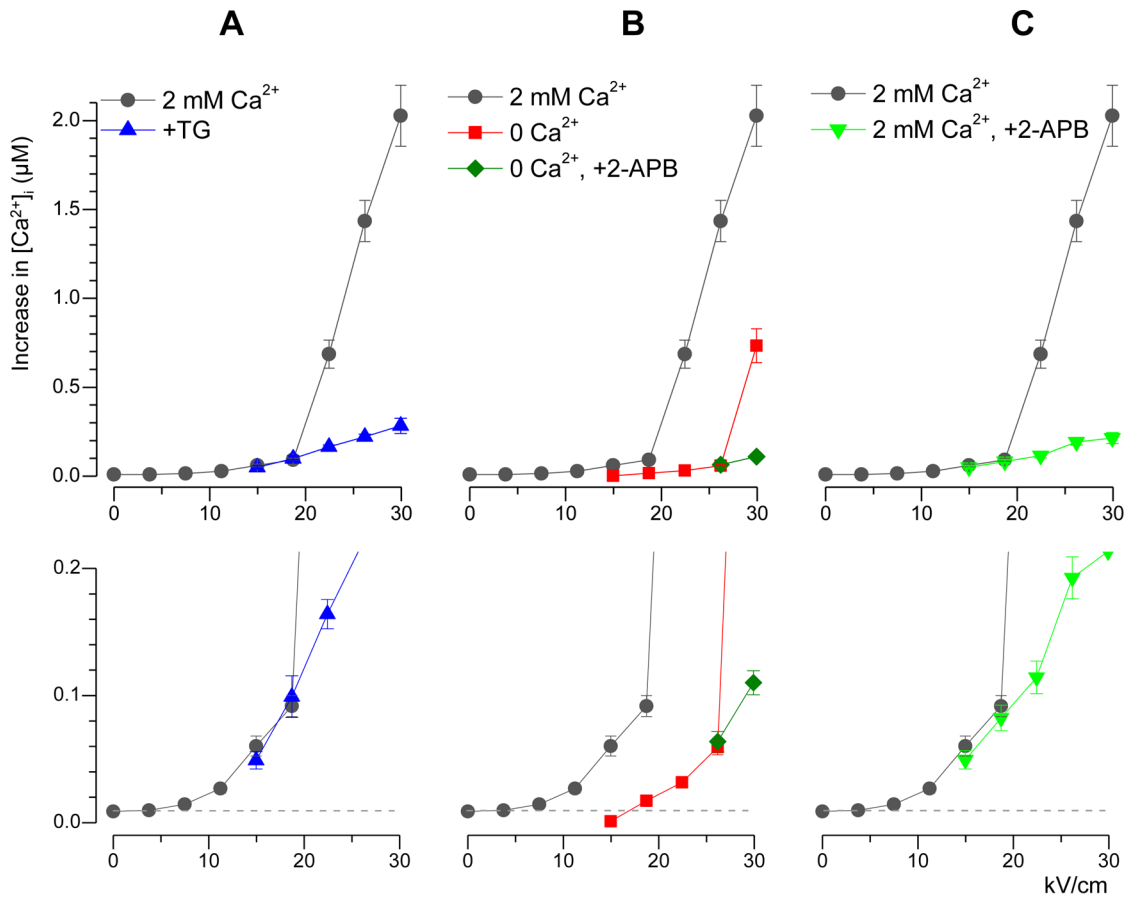 A
B
C
2 mM Ca²⁺
+TG
2 mM Ca²⁺
0 Ca²⁺
0 Ca²⁺, +2-APB
2 mM Ca²⁺
2 mM Ca²⁺, +2-APB
Increase in [Ca²⁺]ᵢ (µM)
2.0
1.5
1.0
0.5
0.0
0 10 20 30
0 10 20 30
0 10 20 30
0.2
0.1
0.0
0 10 20 30
0 10 20 30
0 10 20 30
kV/cm